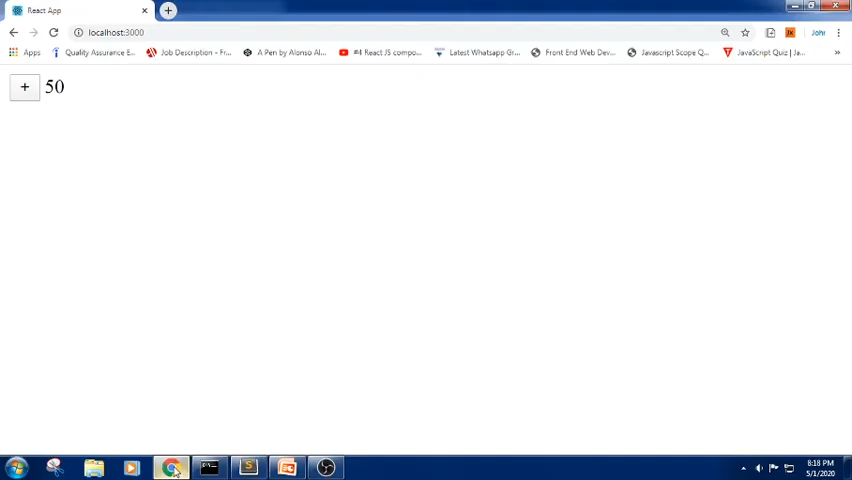 React App
localhost:3000
John
Apps
Quality Assurance E...
Job Description - Fr...
A Pen by Alonso Al...
React JS compo...
Latest Whatsapp Gr...
Front End Web Dev...
Javascript Scope Q...
JavaScript Quiz | Ja...
»
+ 50
8:18 PM
5/1/2020